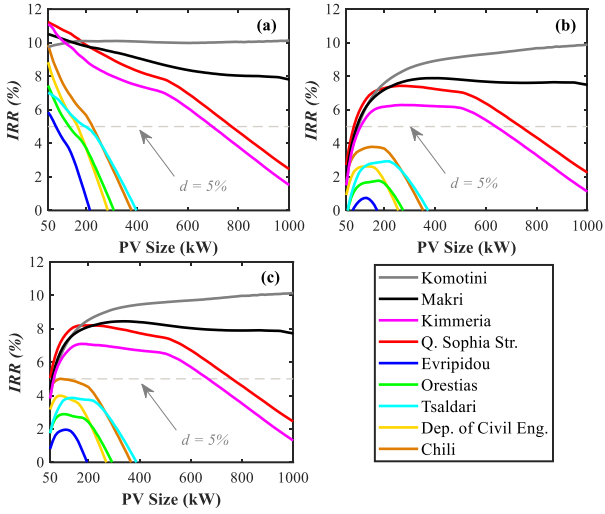 (a)
12
10
8
6
4
2
0
IRR (%)
d = 5%
50 200 400 600 800 1000
PV Size (kW)
(b)
12
10
8
6
4
2
0
IRR (%)
d = 5%
50 200 400 600 800 1000
PV Size (kW)
(c)
12
10
8
6
4
2
0
IRR (%)
d = 5%
50 200 400 600 800 1000
PV Size (kW)
Komotini
Makri
Kimmeria
Q. Sophia Str.
Evripidou
Orestias
Tsaldari
Dep. of Civil Eng.
Chili